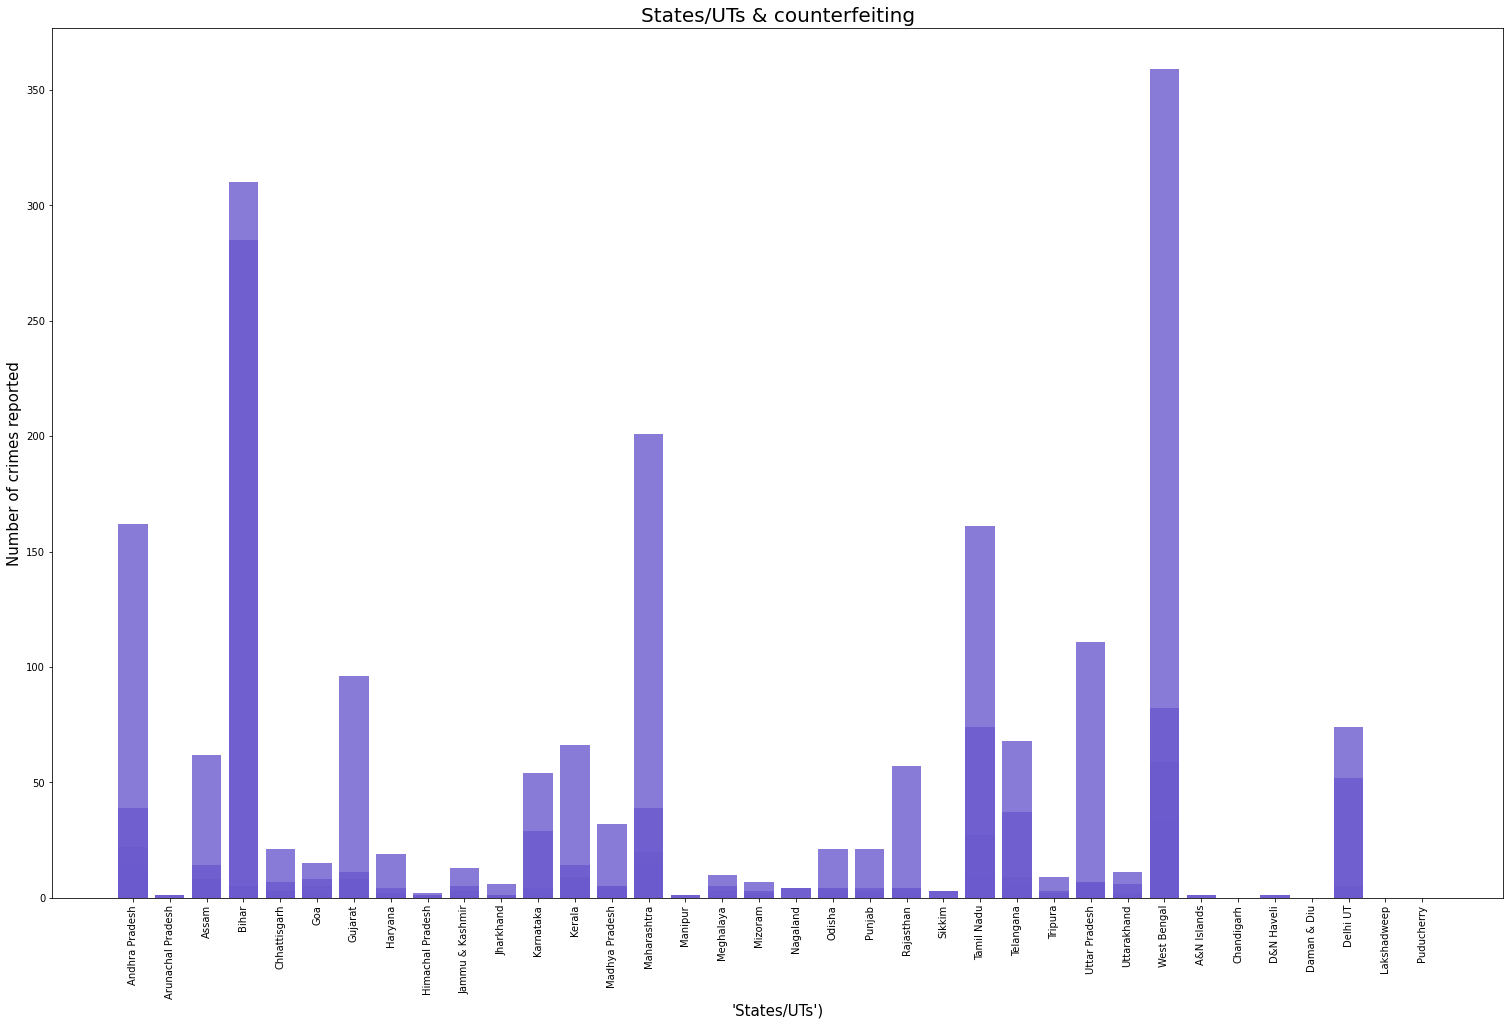 States/UTs & counterfeiting
Number of crimes reported
350
300
250
200
150
100
50
0
Andhra Pradesh
Arunachal Pradesh
Assam
Bihar
Chhattisgarh
Goa
Gujarat
Haryana
Himachal Pradesh
Jammu & Kashmir
Jharkhand
Karnataka
Kerala
Madhya Pradesh
Maharashtra
Manipur
Meghalaya
Mizoram
Nagaland
Odisha
Punjab
Rajasthan
Sikkim
Tamil Nadu
Telangana
Tripura
Uttar Pradesh
Uttarakhand
West Bengal
A&N Islands
Chandigarh
D&N Haveli
Daman & Diu
Delhi UT
Lakshadweep
Puducherry
'States/UTs')